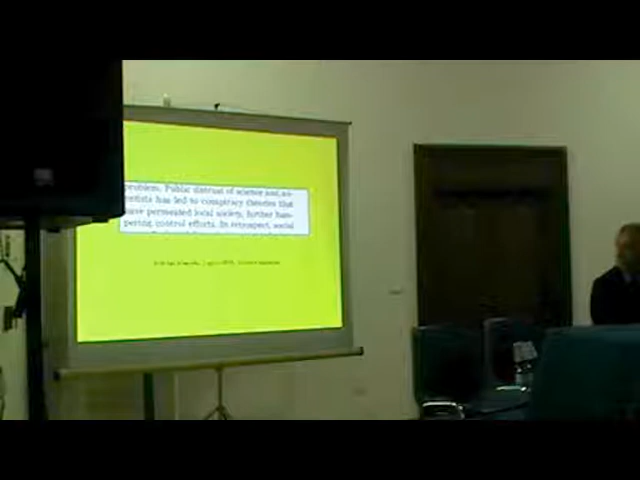 problem. Public distrust of science and sci-
entists has led to conspiracy theories that
have permeated local society, further ham-
pering control efforts. In retrospect, social